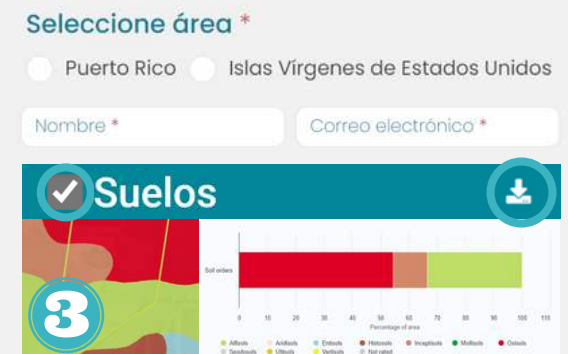 Seleccione área *
Puerto Rico Islas Vírgenes de Estados Unidos
Nombre * Correo electrónico *
Suelos
3
Soil orders
0 10 20 30 40 50 60 70 80 90 100 110
Percentage of area
Alfisols Aridisols Entisols Histosols Inceptisols Mollisols Oxisols
Spodosols Ultisols Vertisols Not rated